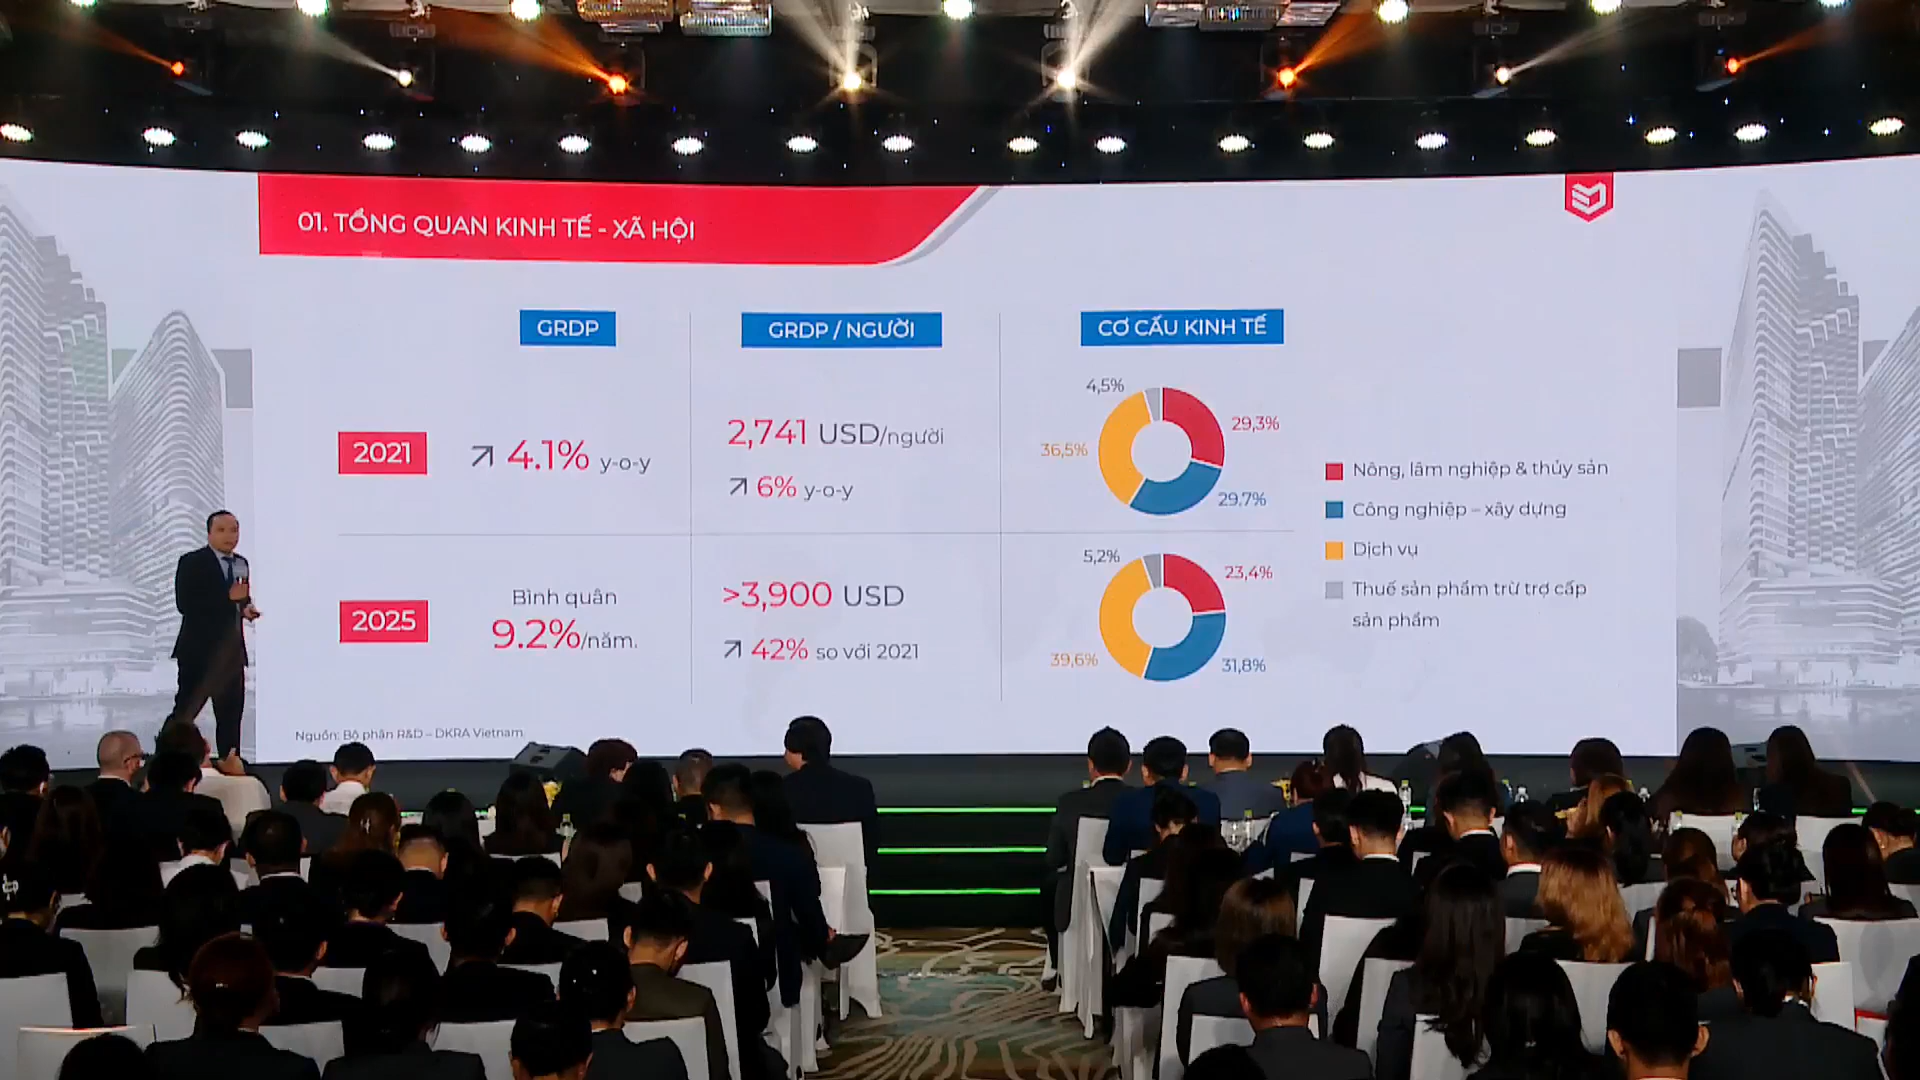 01. TỔNG QUAN KINH TẾ - XÃ HỘI
GRDP
GRDP / NGƯỜI
CƠ CẤU KINH TẾ
2021
4.1% y-o-y
2,741 USD/người
6% y-o-y
4,5%
29,3%
36,5%
29,7%
2025
Bình quân
9.2%/năm.
>3,900 USD
42% so với 2021
5,2%
23,4%
39,6%
31,8%
Nông, lâm nghiệp & thủy sản
Công nghiệp – xây dựng
Dịch vụ
Thuế sản phẩm trừ trợ cấp
sản phẩm
Nguồn: Bộ phận R&D – DKRA Vietnam